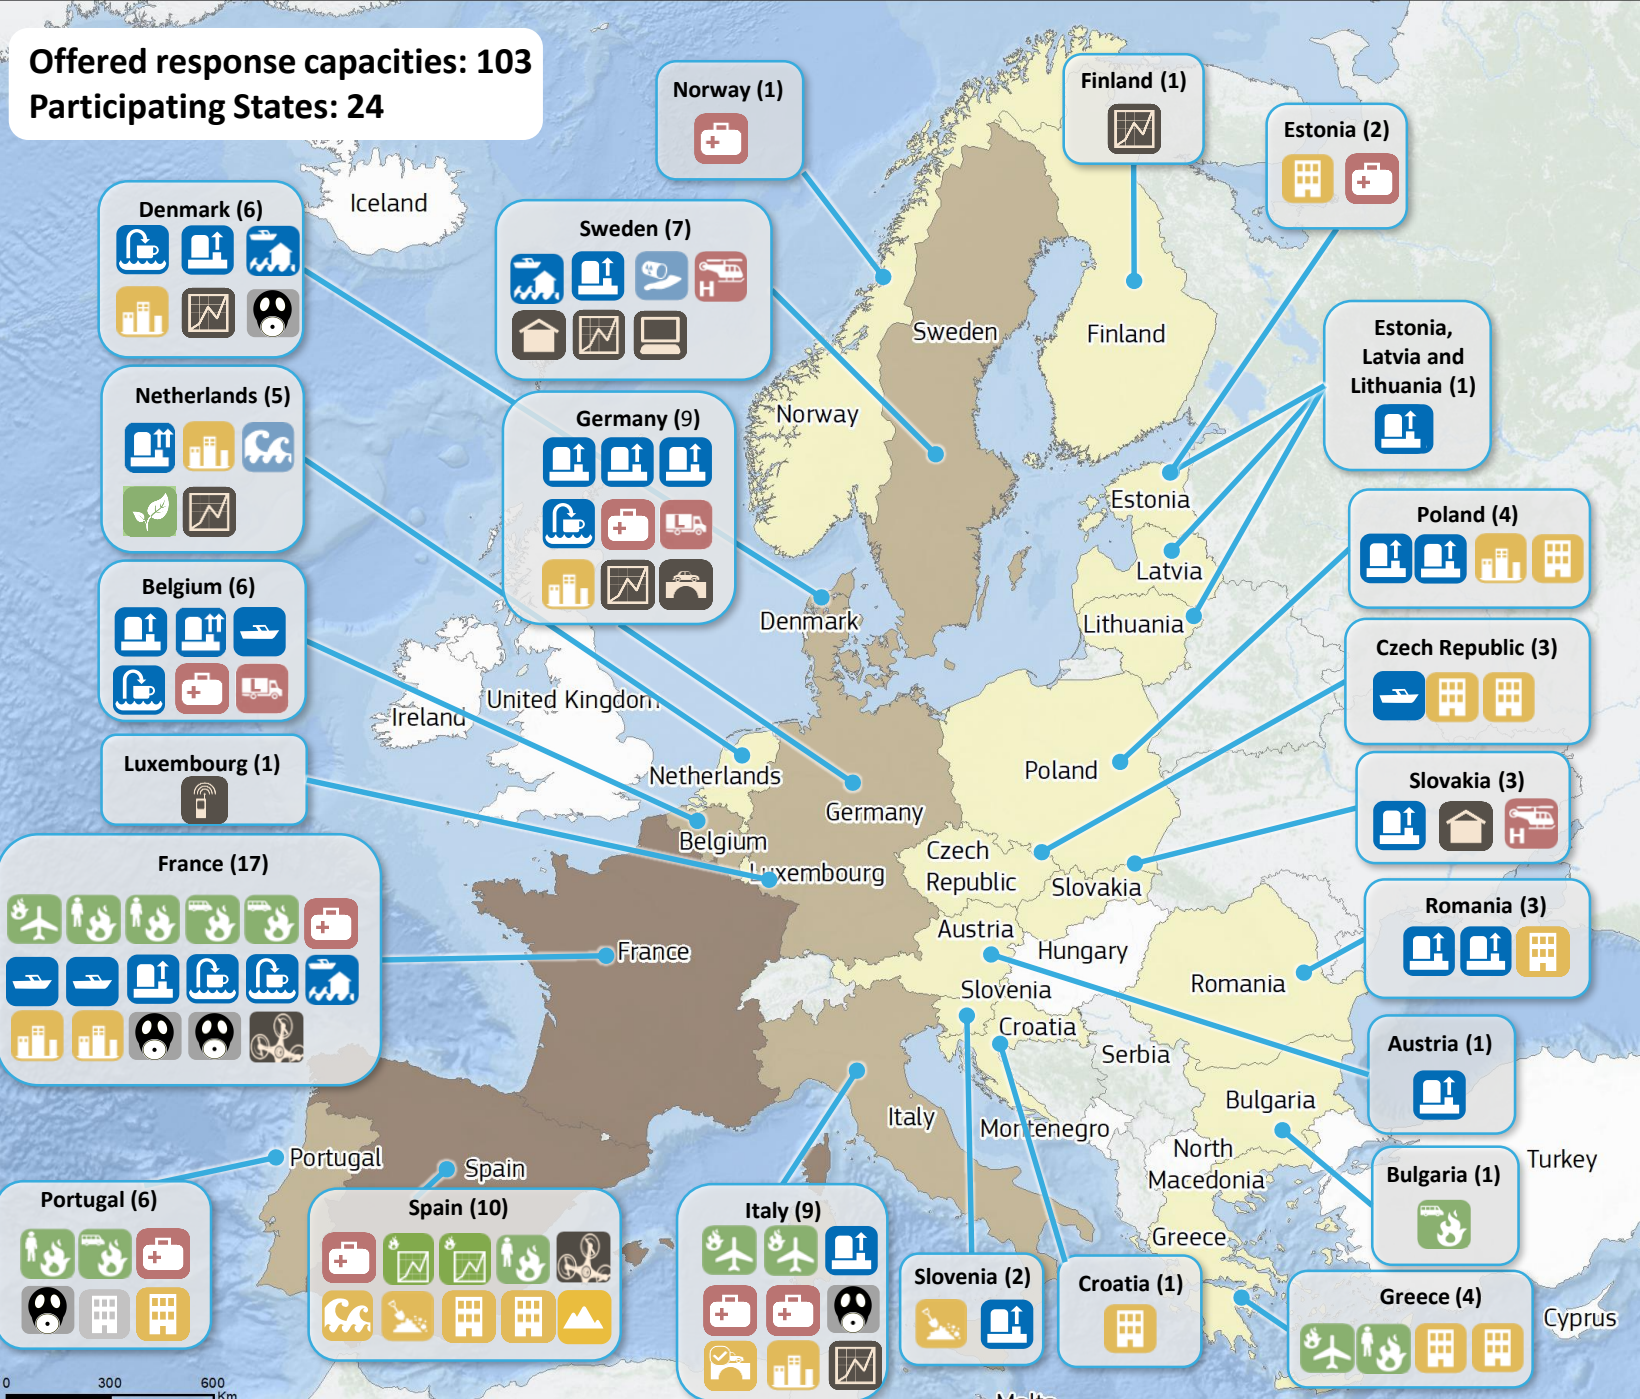 Offered response capacities: 103
Participating States: 24
Norway (1)
Finland (1)
Estonia (2)
Denmark (6)
Iceland
Sweden (7)
H
Estonia,
Latvia and
Lithuania (1)
Sweden
Finland
Netherlands (5)
Germany (9)
Norway
Estonia
Poland (4)
Latvia
Belgium (6)
Denmark
Lithuania
Czech Republic (3)
United Kingdom
Ireland
Luxembourg (1)
Netherlands
Poland
Slovakia (3)
H
Germany
Belgium
France (17)
Luxembourg
Czech
Republic
Slovakia
Romania (3)
Austria
France
Hungary
Romania
Slovenia
Croatia
Serbia
Austria (1)
Bulgaria
Italy
Montenegro
North
Macedonia
Portugal
Spain
Turkey
Bulgaria (1)
Portugal (6)
Spain (10)
Italy (9)
Greece
Slovenia (2)
Croatia (1)
Greece (4)
Cyprus
0 300 600
Km
Malta